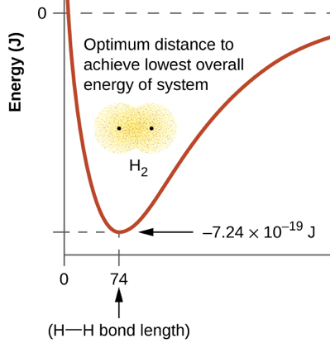 0
Energy (J)
Optimum distance to
achieve lowest overall
energy of system
H₂
–7.24 × 10⁻¹⁹ J
0 74
(H—H bond length)